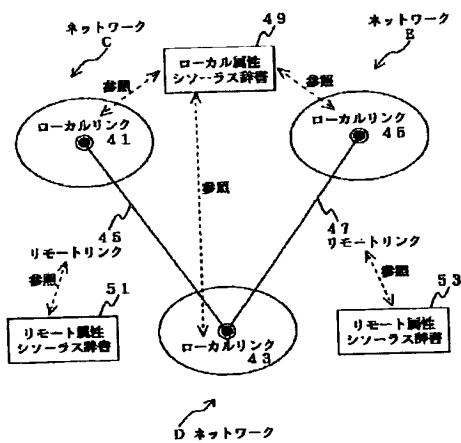 ネットワーク
C
49
ネットワーク
E
ローカル属性
シソーラス辞書
参照
参照
ローカルリンク
41
ローカルリンク
45
参照
45
47
リモートリンク
リモートリンク
参照
参照
51
53
リモート属性
シソーラス辞書
リモート属性
シソーラス辞書
ローカルリンク
43
D ネットワーク